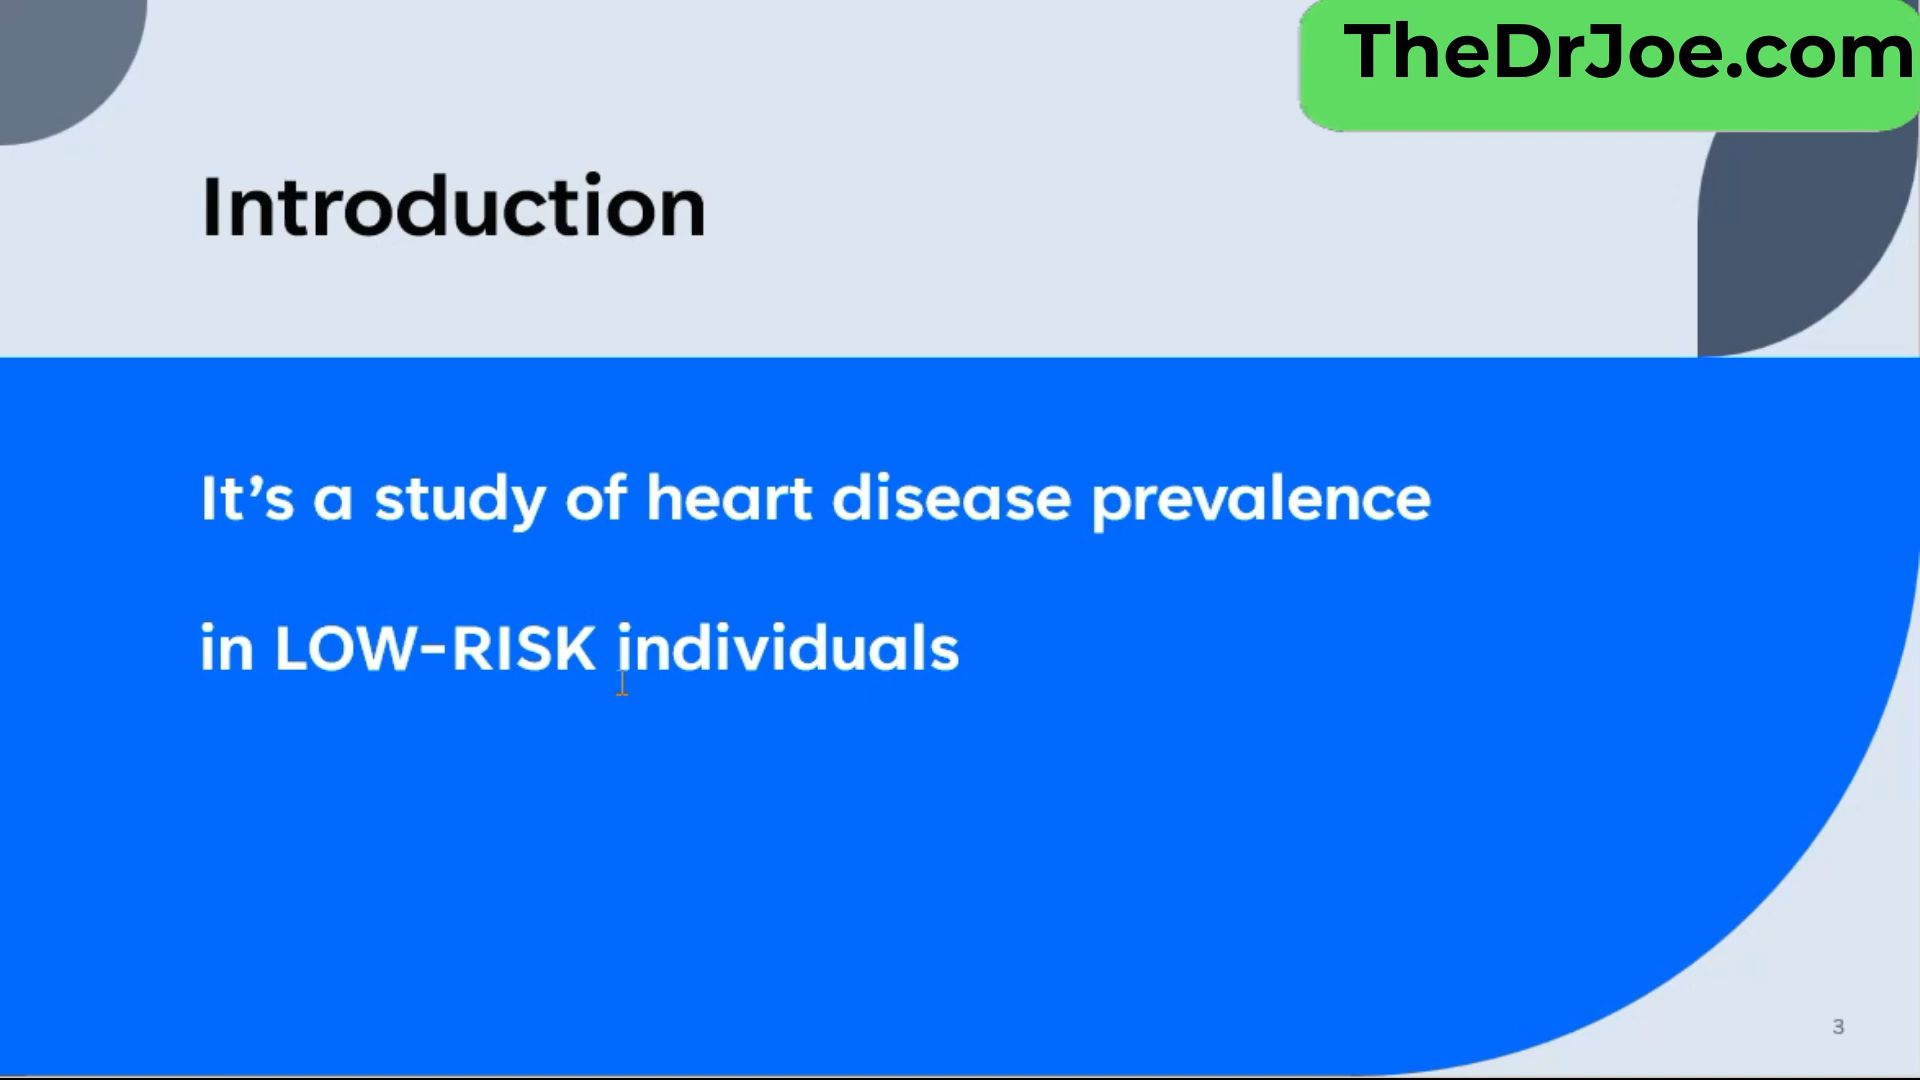 TheDrJoe.com
Introduction
It’s a study of heart disease prevalence
in LOW-RISK individuals
3